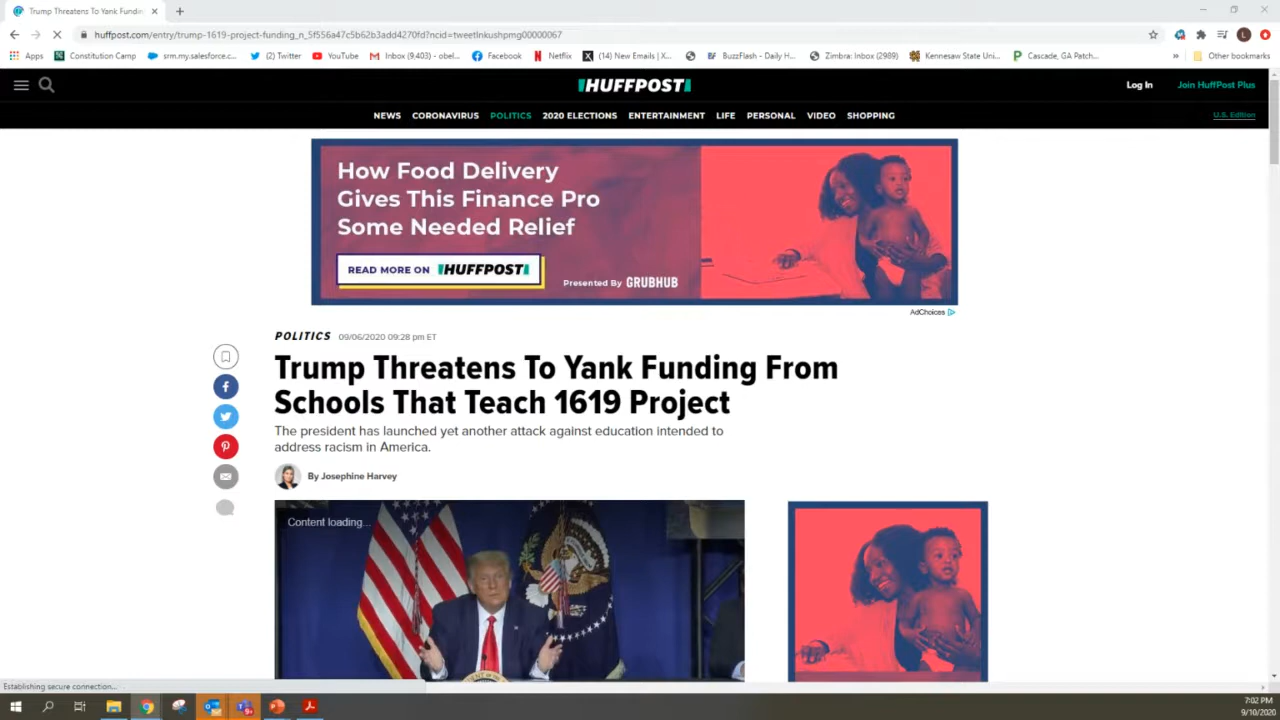 Trump Threatens To Yank Fundin
huffpost.com/entry/trump-1619-project-funding_n_5f556a47c5b62b3add4270fd?ncid=tweetlnkushpmg00000067
Apps
Constitution Camp
srm.my.salesforce.c...
(2) Twitter
YouTube
Inbox (9,403) - obel...
Facebook
Netflix
(14) New Emails | X...
BuzzFlash - Daily H...
Zimbra: Inbox (2989)
Kennesaw State Uni...
Cascade, GA Patch...
»
Other bookmarks
HUFFPOST
Log In
Join HuffPost Plus
NEWS CORONAVIRUS POLITICS 2020 ELECTIONS ENTERTAINMENT LIFE PERSONAL VIDEO SHOPPING
U.S. Edition
How Food Delivery
Gives This Finance Pro
Some Needed Relief
READ MORE ON HUFFPOST
Presented By GRUBHUB
AdChoices
POLITICS 09/06/2020 09:28 pm ET
Trump Threatens To Yank Funding From
Schools That Teach 1619 Project
The president has launched yet another attack against education intended to
address racism in America.
By Josephine Harvey
Content loading...
Establishing secure connection...
7:02 PM
9/10/2020